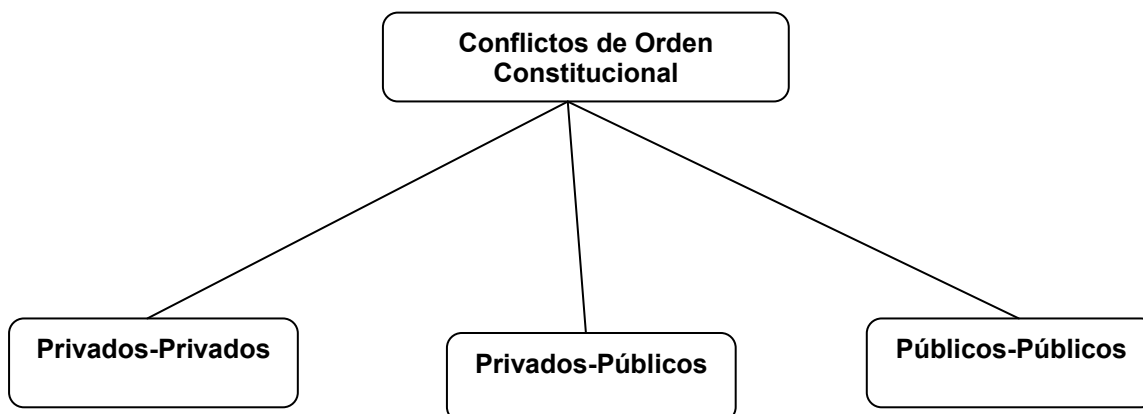 Conflictos de Orden
Constitucional
Privados-Privados
Privados-Públicos
Públicos-Públicos